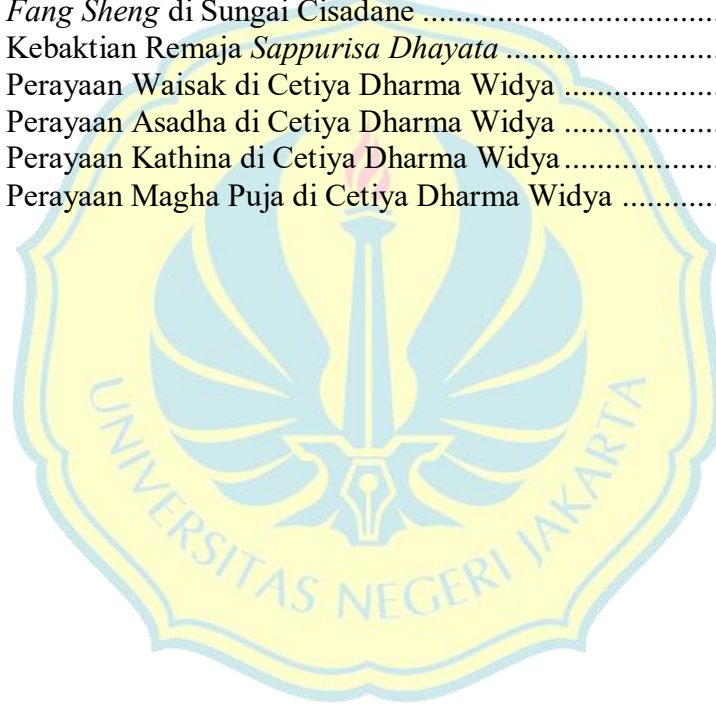 Fang Sheng di Sungai Cisadane ....................................
Kebaktian Remaja Sappurisa Dhayata .........................
Perayaan Waisak di Cetiya Dharma Widya ..................
Perayaan Asadha di Cetiya Dharma Widya ..................
Perayaan Kathina di Cetiya Dharma Widya ..................
Perayaan Magha Puja di Cetiya Dharma Widya ...........
UNIVERSITAS NEGERI JAKARTA